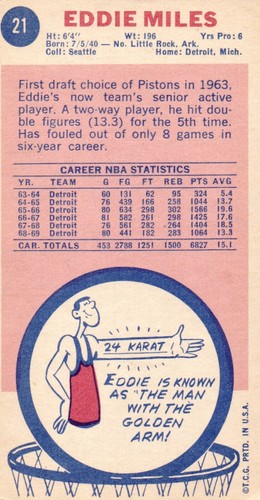 21
EDDIE MILES
Ht: 6'4" Wt: 196 Yrs Pro: 6
Born: 7/5/40 — No. Little Rock, Ark.
Coll: Seattle Home: Detroit, Mich.
First draft choice of Pistons in 1963,
Eddie's now team's senior active
player. A two-way player, he hit dou-
ble figures (13.3) for the 5th time.
Has fouled out of only 8 games in
six-year career.
CAREER NBA STATISTICS
YR. TEAM G FG FT REB PTS AVG
63-64 Detroit 60 131 62 95 324 5.4
64-65 Detroit 76 439 166 258 1044 13.7
65-66 Detroit 80 634 298 302 1566 19.6
66-67 Detroit 81 582 261 298 1425 17.6
67-68 Detroit 76 561 282 264 1404 18.5
68-69 Detroit 80 441 182 283 1064 13.3
CAR. TOTALS 453 2788 1251 1500 6827 15.1
24 KARAT
EDDIE IS KNOWN
AS "THE MAN
WITH THE
GOLDEN
ARM!
©T.C.G. PRTD. IN U.S.A.